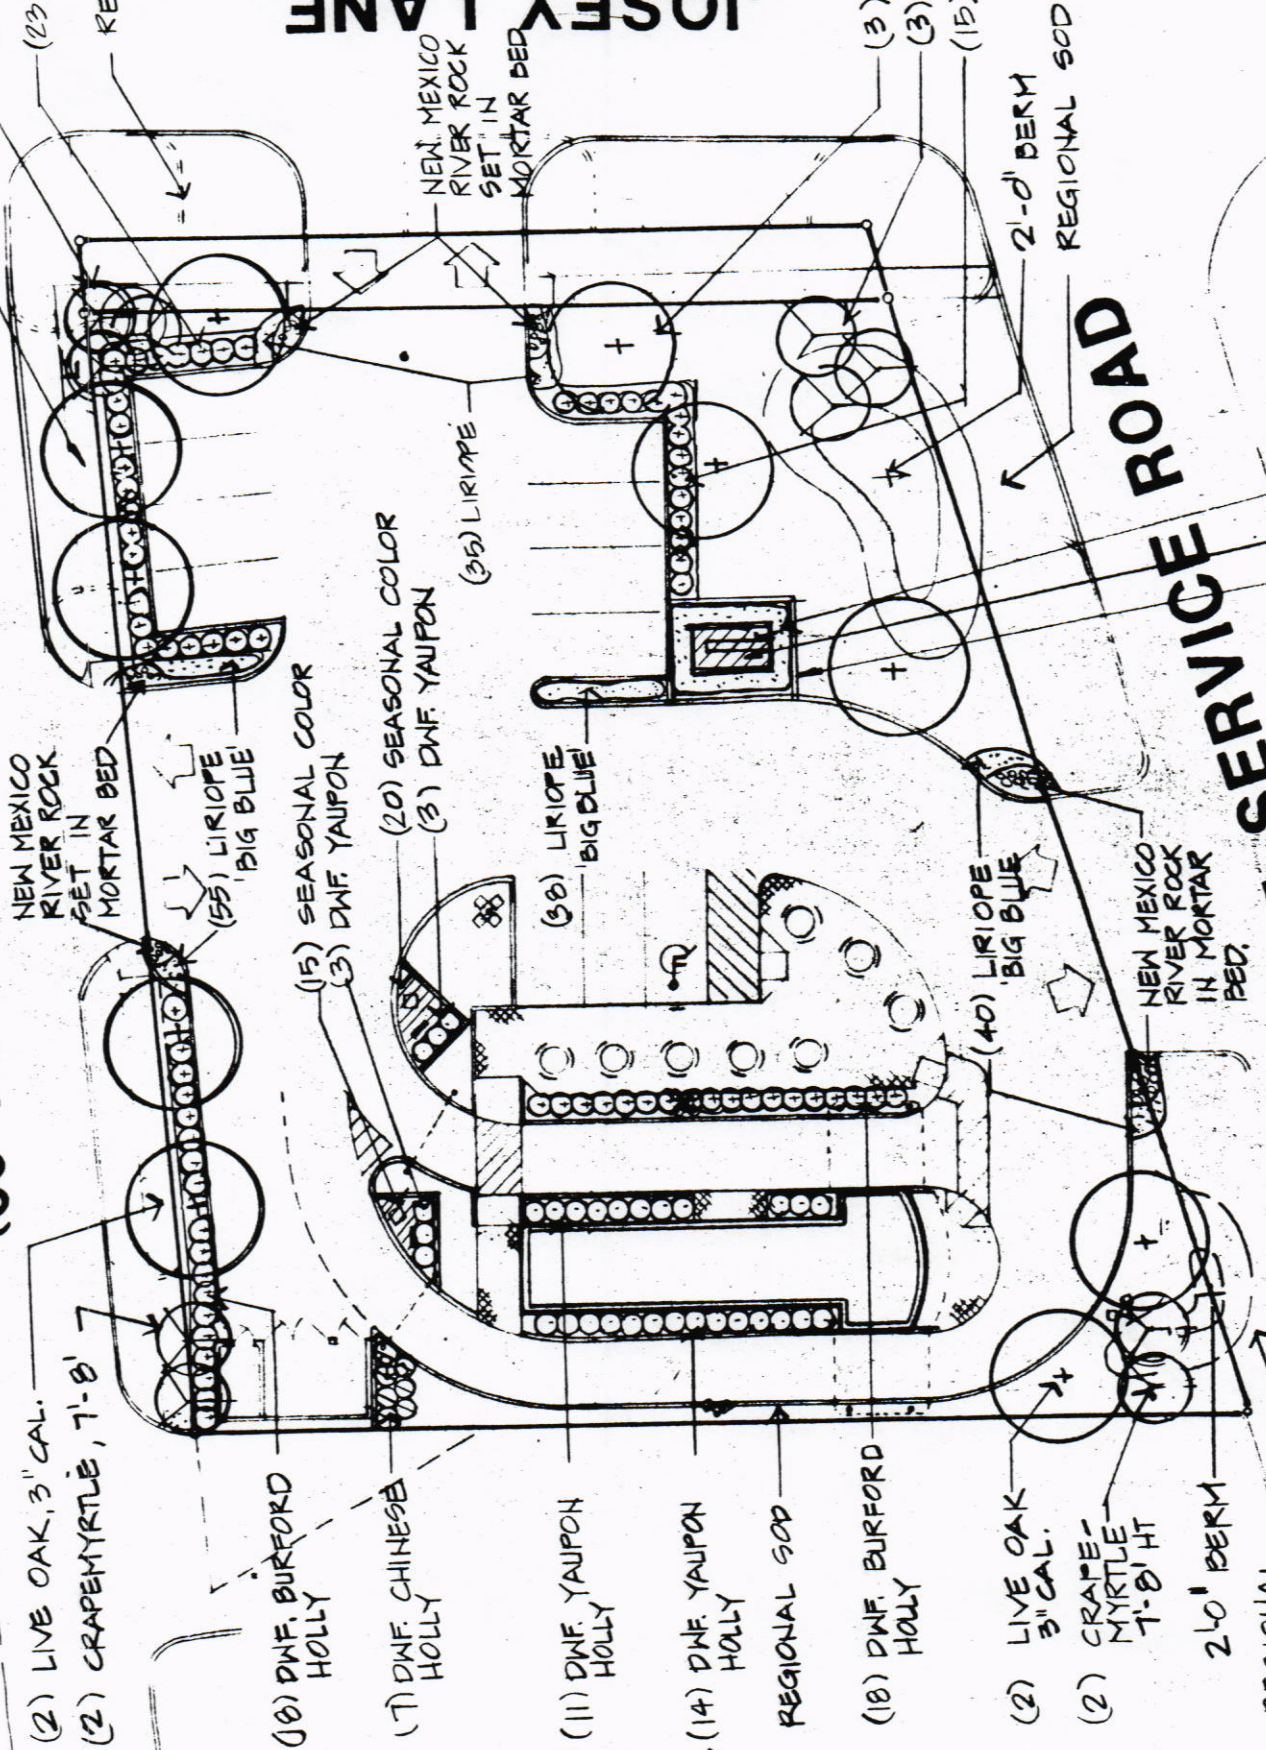 JOSEY LANE
(23
RE
NEW MEXICO
RIVER ROCK
SET IN
MORTAR BED
(3)
(3)
(15)
2'-0" BERM
REGIONAL SOD
SERVICE ROAD
NEW MEXICO
RIVER ROCK
SET IN
MORTAR BED
(55) LIRIOPE
'BIG BLUE'
(15) SEASONAL COLOR
(3) DWF. YAUPON
(20) SEASONAL COLOR
(3) DWF. YAUPON
(35) LIRIOPE
(38) LIRIOPE
'BIG BLUE'
(40) LIRIOPE
'BIG BLUE
NEW MEXICO
RIVER ROCK
IN MORTAR
BED.
(2) LIVE OAK, 3" CAL.
(2) CRAPEMYRTLE, 7'-8'
(18) DWF. BURFORD
HOLLY
(7) DWF. CHINESE
HOLLY
(11) DWF. YAUPON
HOLLY
(14) DWF. YAUPON
HOLLY
REGIONAL SOD
(18) DWF. BURFORD
HOLLY
(2) LIVE OAK
3" CAL.
(2) CRAPE-
MYRTLE
7'-8' HT
2'-0" BERM